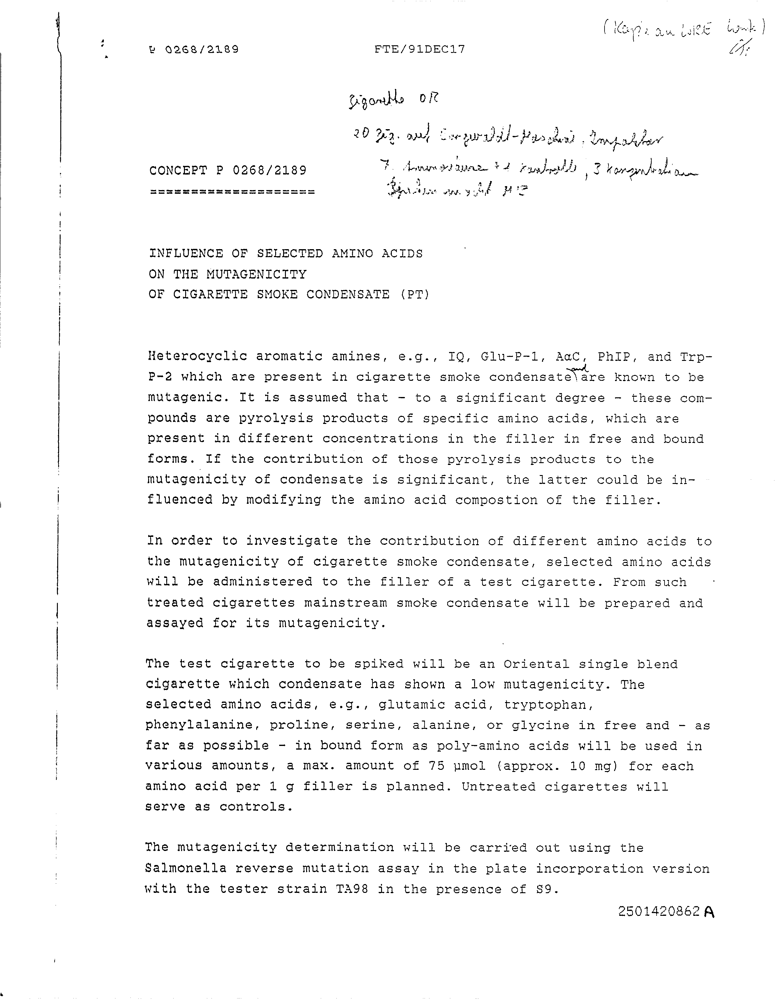 (Kopie an WRE
P 0268/2189 FTE/91DEC17
Zigarette OR
20 Zig. auf
CONCEPT P 0268/2189
====================
7 Aminosäuren Kontrolle, 3 Konzentrationen
INFLUENCE OF SELECTED AMINO ACIDS
ON THE MUTAGENICITY
OF CIGARETTE SMOKE CONDENSATE (PT)
Heterocyclic aromatic amines, e.g., IQ, Glu-P-1, AαC, PhIP, and Trp-
P-2 which are present in cigarette smoke condensate and are known to be
mutagenic. It is assumed that - to a significant degree - these com-
pounds are pyrolysis products of specific amino acids, which are
present in different concentrations in the filler in free and bound
forms. If the contribution of those pyrolysis products to the
mutagenicity of condensate is significant, the latter could be in-
fluenced by modifying the amino acid compostion of the filler.
In order to investigate the contribution of different amino acids to
the mutagenicity of cigarette smoke condensate, selected amino acids
will be administered to the filler of a test cigarette. From such
treated cigarettes mainstream smoke condensate will be prepared and
assayed for its mutagenicity.
The test cigarette to be spiked will be an Oriental single blend
cigarette which condensate has shown a low mutagenicity. The
selected amino acids, e.g., glutamic acid, tryptophan,
phenylalanine, proline, serine, alanine, or glycine in free and - as
far as possible - in bound form as poly-amino acids will be used in
various amounts, a max. amount of 75 µmol (approx. 10 mg) for each
amino acid per 1 g filler is planned. Untreated cigarettes will
serve as controls.
The mutagenicity determination will be carried out using the
Salmonella reverse mutation assay in the plate incorporation version
with the tester strain TA98 in the presence of S9.
2501420862 A